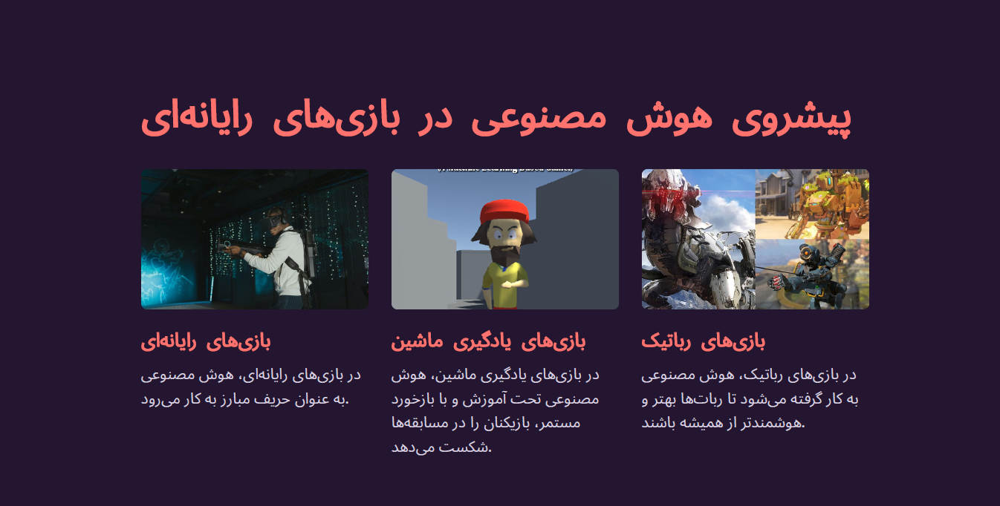 پیشروی هوش مصنوعی در بازی‌های رایانه‌ای
بازی‌های رایانه‌ای
در بازی‌های رایانه‌ای، هوش مصنوعی
به عنوان حریف مبارز به کار می‌رود.
بازی‌های یادگیری ماشین
در بازی‌های یادگیری ماشین، هوش
مصنوعی تحت آموزش و با بازخورد
مستمر، بازیکنان را در مسابقه‌ها
شکست می‌دهد.
بازی‌های رباتیک
در بازی‌های رباتیک، هوش مصنوعی
به کار گرفته می‌شود تا ربات‌ها بهتر و
هوشمندتر از همیشه باشند.